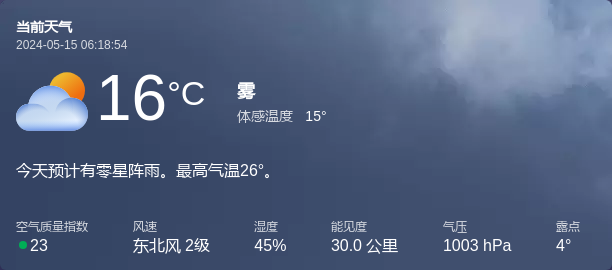 当前天气
2024-05-15 06:18:54
16°C
雾
体感温度 15°
今天预计有零星阵雨。最高气温26°。
空气质量指数 风速 湿度 能见度 气压 露点
23 东北风 2级 45% 30.0 公里 1003 hPa 4°